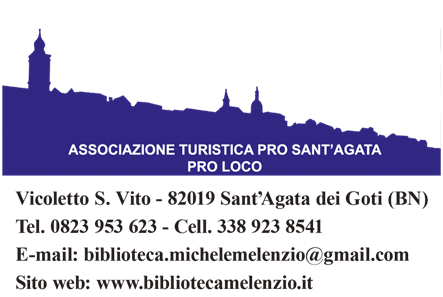 ASSOCIAZIONE TURISTICA PRO SANT'AGATA
PRO LOCO
Vicoletto S. Vito - 82019 Sant'Agata dei Goti (BN)
Tel. 0823 953 623 - Cell. 338 923 8541
E-mail: biblioteca.michelemelenzio@gmail.com
Sito web: www.bibliotecamelenzio.it